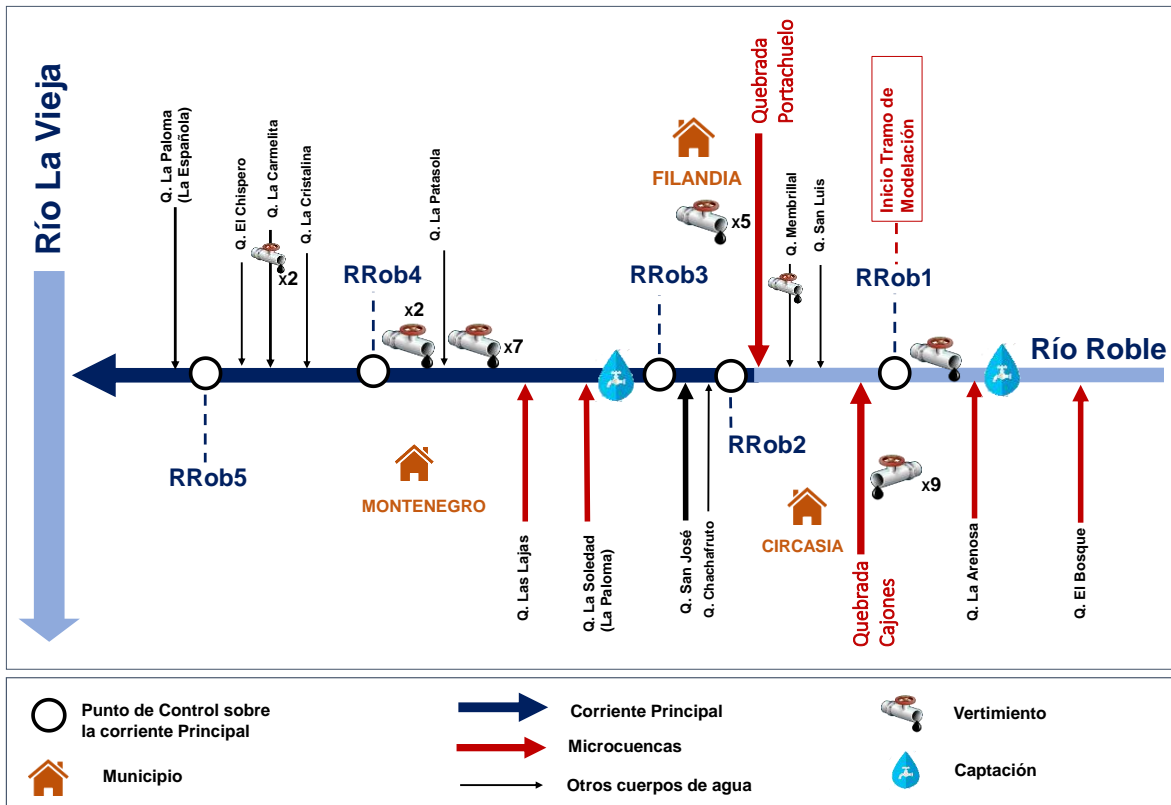 Río La Vieja
Q. La Paloma
(La Española)
Q. El Chispero
Q. La Carmelita
x2
Q. La Cristalina
RRob4
x2
Q. La Patasola
x7
FILANDIA
x5
RRob3
Quebrada
Portachuelo
Q. Membrillal
Q. San Luis
Inicio Tramo de
Modelación
RRob1
Río Roble
RRob5
MONTENEGRO
Q. Las Lajas
Q. La Soledad
(La Paloma)
Q. San José
Q. Chachafruto
RRob2
CIRCASIA
Quebrada
Cajones
x9
Q. La Arenosa
Q. El Bosque
Punto de Control sobre
la corriente Principal
Municipio
Corriente Principal
Microcuencas
Otros cuerpos de agua
Vertimiento
Captación